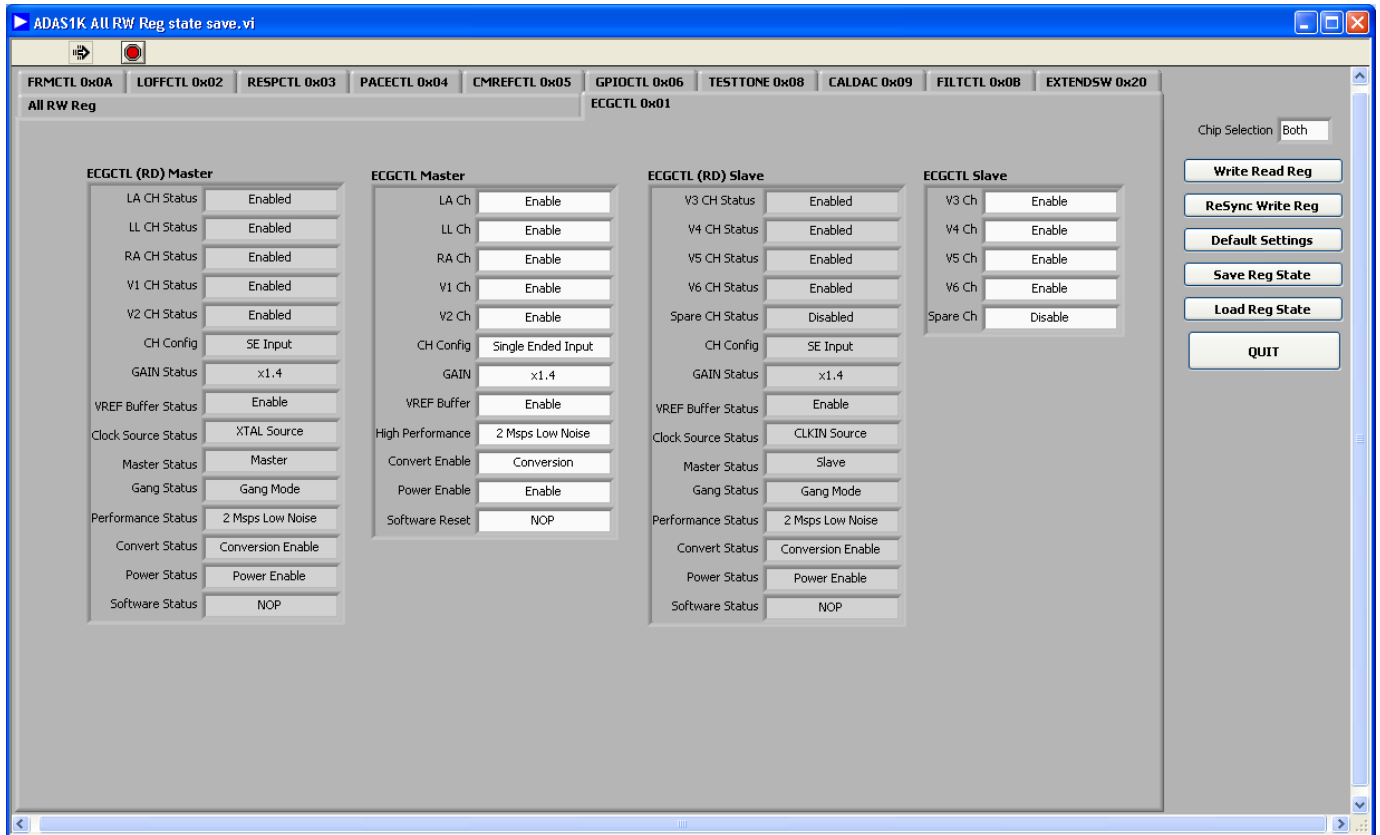 ADAS1K All RW Reg state save.vi
FRMCTL 0x0A LOFFCTL 0x02 RESPCTL 0x03 PACECTL 0x04 CMREFCTL 0x05 GPIOCTL 0x06 TESTTONE 0x08 CALDAC 0x09 FILTCTL 0x0B EXTENDSW 0x20
All RW Reg ECGCTL 0x01
ECGCTL (RD) Master
LA CH Status Enabled
LL CH Status Enabled
RA CH Status Enabled
V1 CH Status Enabled
V2 CH Status Enabled
CH Config SE Input
GAIN Status x1.4
VREF Buffer Status Enable
Clock Source Status XTAL Source
Master Status Master
Gang Status Gang Mode
Performance Status 2 Msps Low Noise
Convert Status Conversion Enable
Power Status Power Enable
Software Status NOP
ECGCTL Master
LA Ch Enable
LL Ch Enable
RA Ch Enable
V1 Ch Enable
V2 Ch Enable
CH Config Single Ended Input
GAIN x1.4
VREF Buffer Enable
High Performance 2 Msps Low Noise
Convert Enable Conversion
Power Enable Enable
Software Reset NOP
ECGCTL (RD) Slave
V3 CH Status Enabled
V4 CH Status Enabled
V5 CH Status Enabled
V6 CH Status Enabled
Spare CH Status Disabled
CH Config SE Input
GAIN Status x1.4
VREF Buffer Status Enable
Clock Source Status CLKIN Source
Master Status Slave
Gang Status Gang Mode
Performance Status 2 Msps Low Noise
Convert Status Conversion Enable
Power Status Power Enable
Software Status NOP
ECGCTL Slave
V3 Ch Enable
V4 Ch Enable
V5 Ch Enable
V6 Ch Enable
Spare Ch Disable
Chip Selection Both
Write Read Reg
ReSync Write Reg
Default Settings
Save Reg State
Load Reg State
QUIT